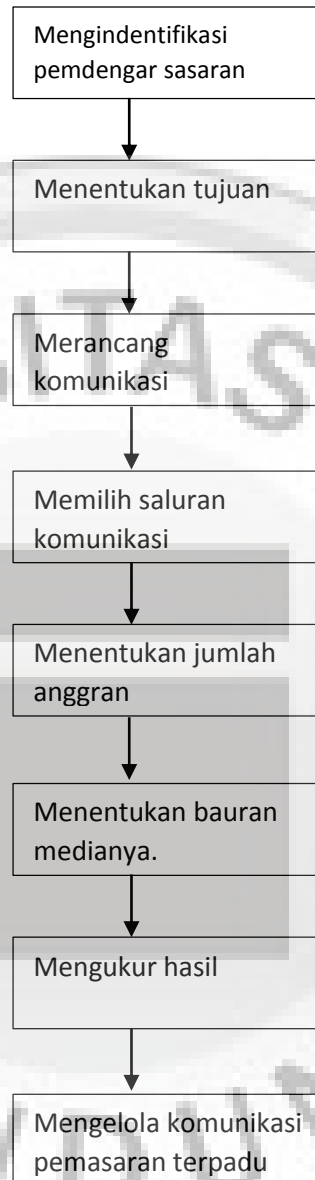 Mengindentifikasi
pemdengar sasaran
Menentukan tujuan
Merancang
komunikasi
Memilih saluran
komunikasi
Menentukan jumlah
anggran
Menentukan bauran
medianya.
Mengukur hasil
Mengelola komunikasi
pemasaran terpadu